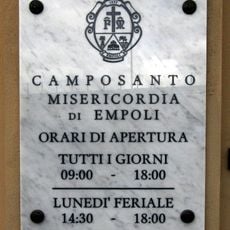 CAMPOSANTO
MISERICORDIA
DI EMPOLI
ORARI DI APERTURA
TUTTI I GIORNI
09:00 - 18:00
LUNEDI' FERIALE
14:30 - 18:00